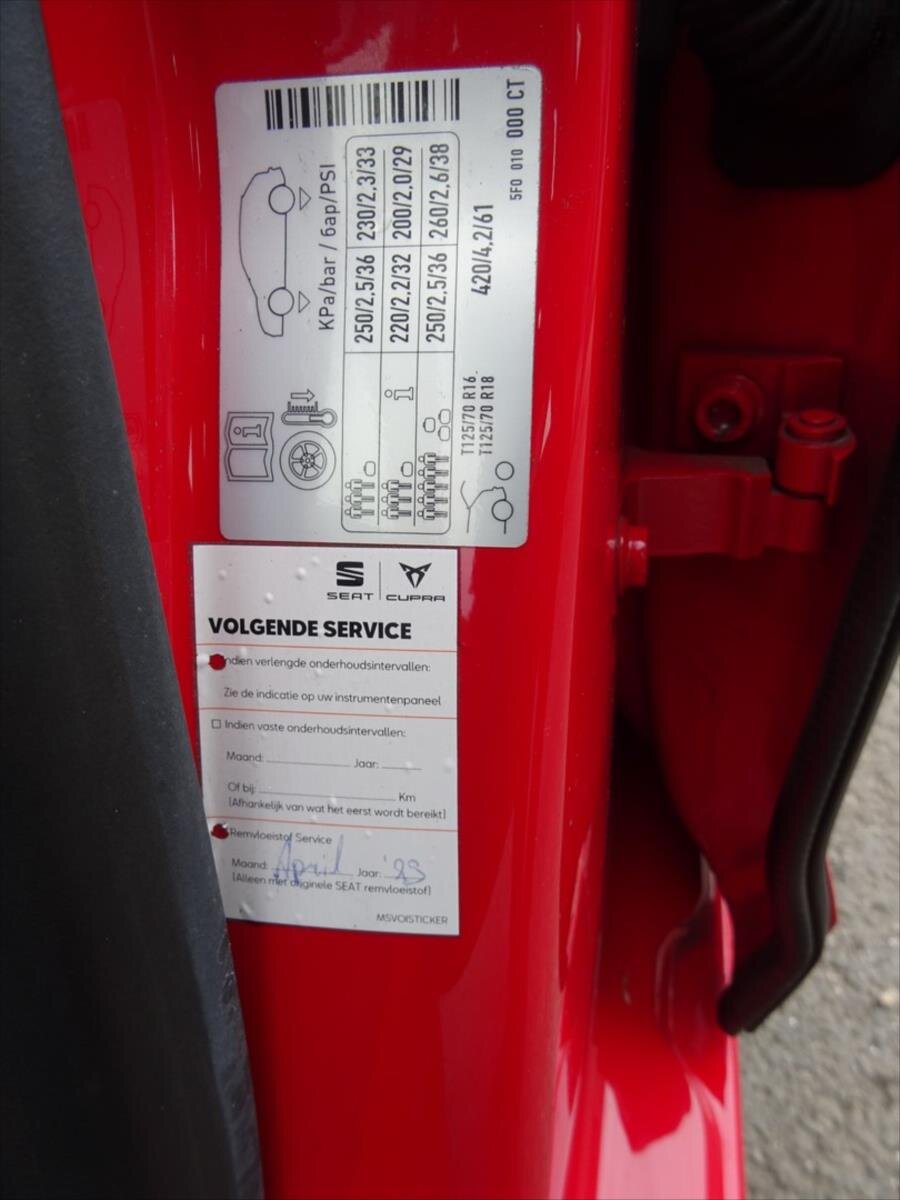 KPa/bar / бар/PSI
250/2,5/36 230/2,3/33
220/2,2/32 200/2,0/29
250/2,5/36 260/2,6/38
T125/70 R16
T125/70 R18
420/4,2/61
5F0 010 000 CT
SEAT CUPRA
VOLGENDE SERVICE
Indien verlengde onderhoudsintervallen:
Zie de indicatie op uw instrumentenpaneel
Indien vaste onderhoudsintervallen:
Maand: Jaar:
Of bij: Km
(Afhankelijk van wat het eerst wordt bereikt)
Remvloeistof Service
Maand: April Jaar: '23
(Alleen met originele SEAT remvloeistof)
MSVOISTICKER